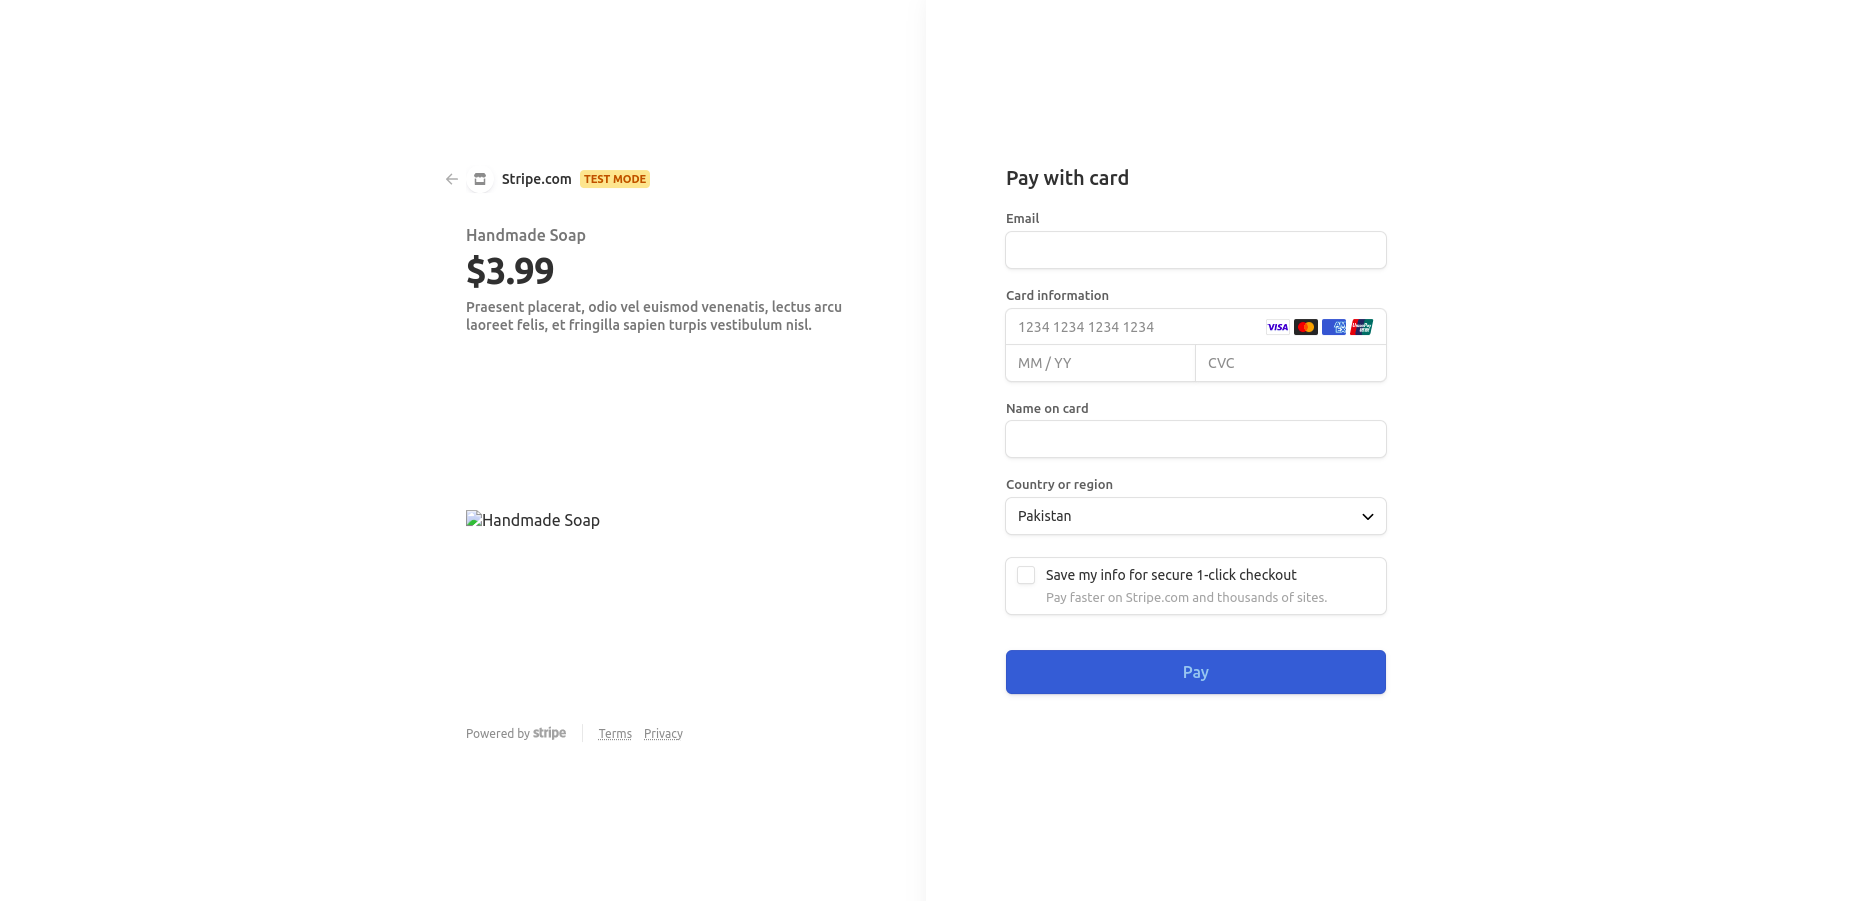 Stripe.com TEST MODE
Handmade Soap
$3.99
Praesent placerat, odio vel euismod venenatis, lectus arcu
laoreet felis, et fringilla sapien turpis vestibulum nisl.
Handmade Soap
Powered by stripe
Terms
Privacy
Pay with card
Email
Card information
1234 1234 1234 1234
VISA
MM / YY
CVC
Name on card
Country or region
Pakistan
Save my info for secure 1-click checkout
Pay faster on Stripe.com and thousands of sites.
Pay